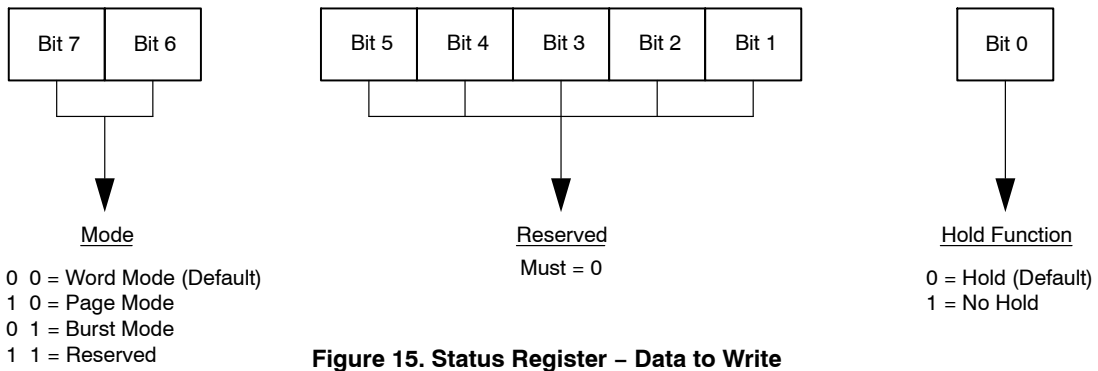 Bit 7 Bit 6 Bit 5 Bit 4 Bit 3 Bit 2 Bit 1 Bit 0
Mode
0 0 = Word Mode (Default)
1 0 = Page Mode
0 1 = Burst Mode
1 1 = Reserved
Reserved
Must = 0
Hold Function
0 = Hold (Default)
1 = No Hold
Figure 15. Status Register − Data to Write